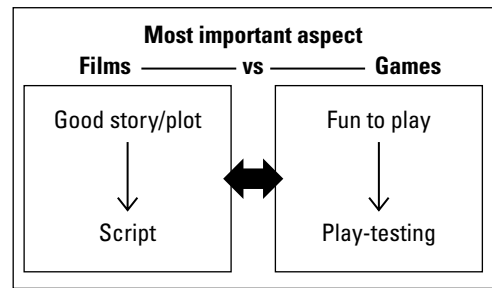 Most important aspect
Films vs Games
Good story/plot
Script
Fun to play
Play-testing